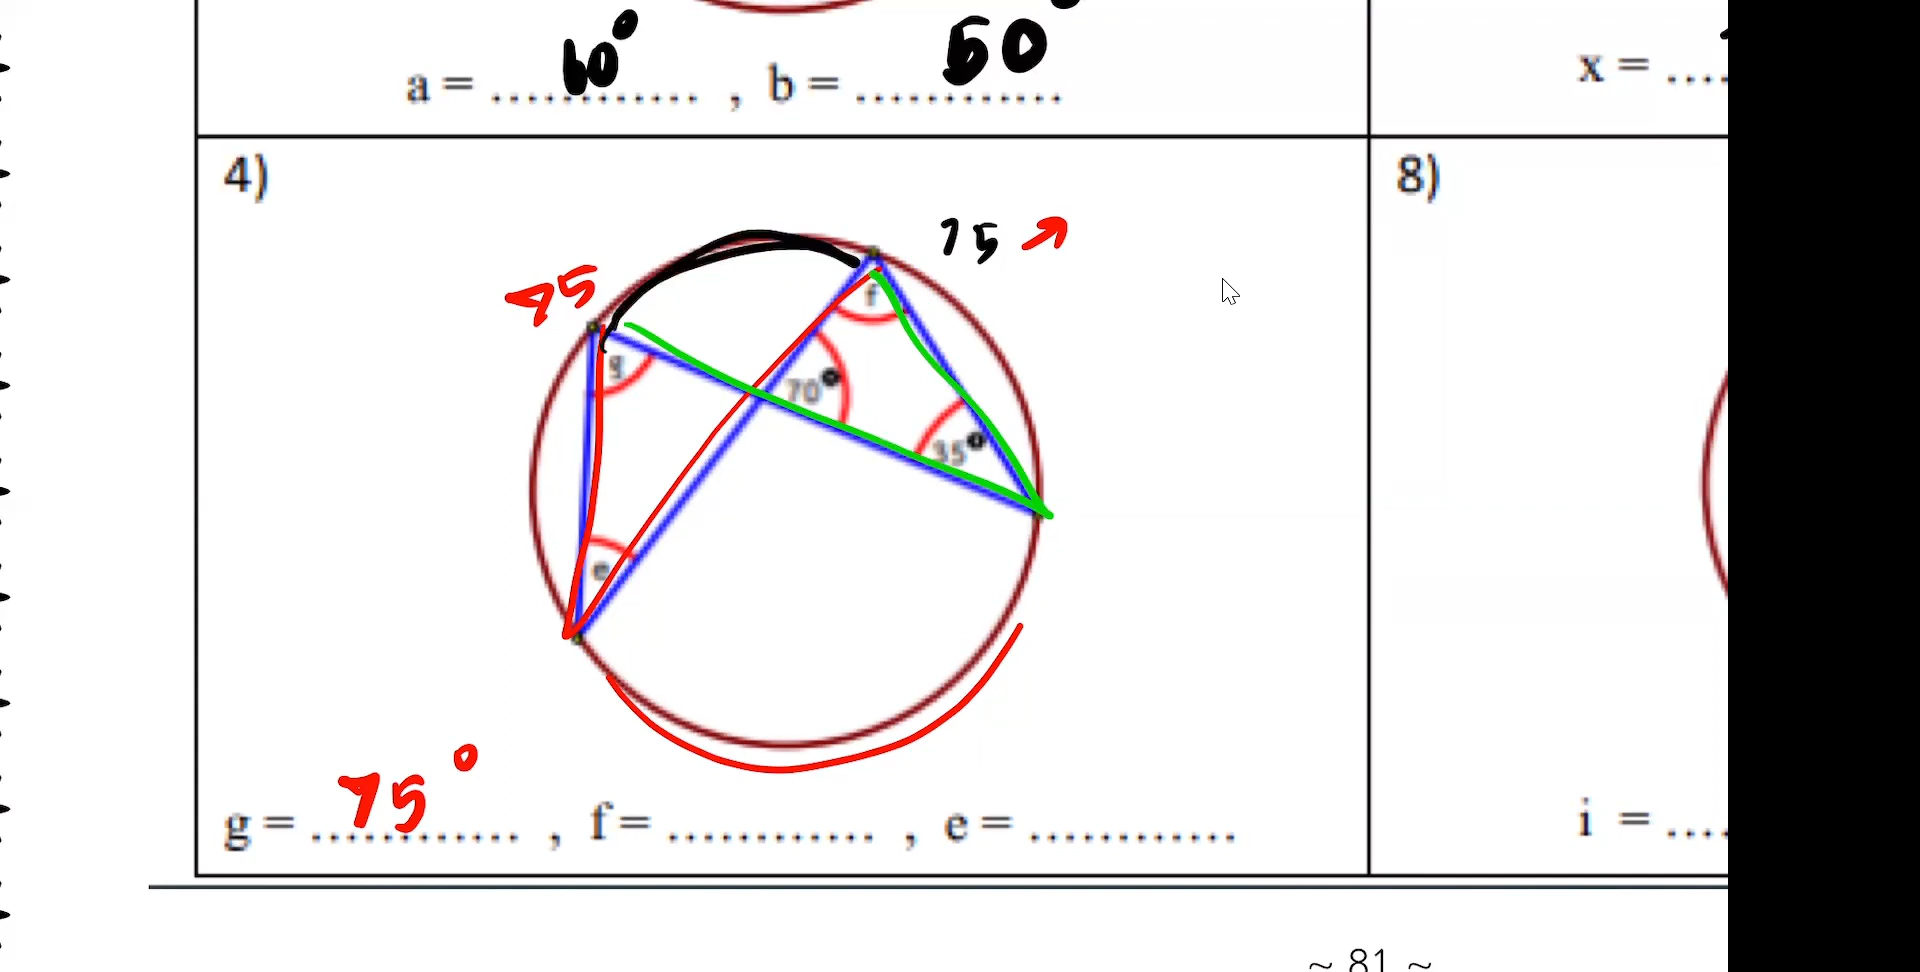 60°
50°
a = ............ , b = ............
x = ....
4)
8)
75
75
f
g
70°
35°
e
75°
g = ............ , f = ............ , e = ............
i = ....
~ 81 ~